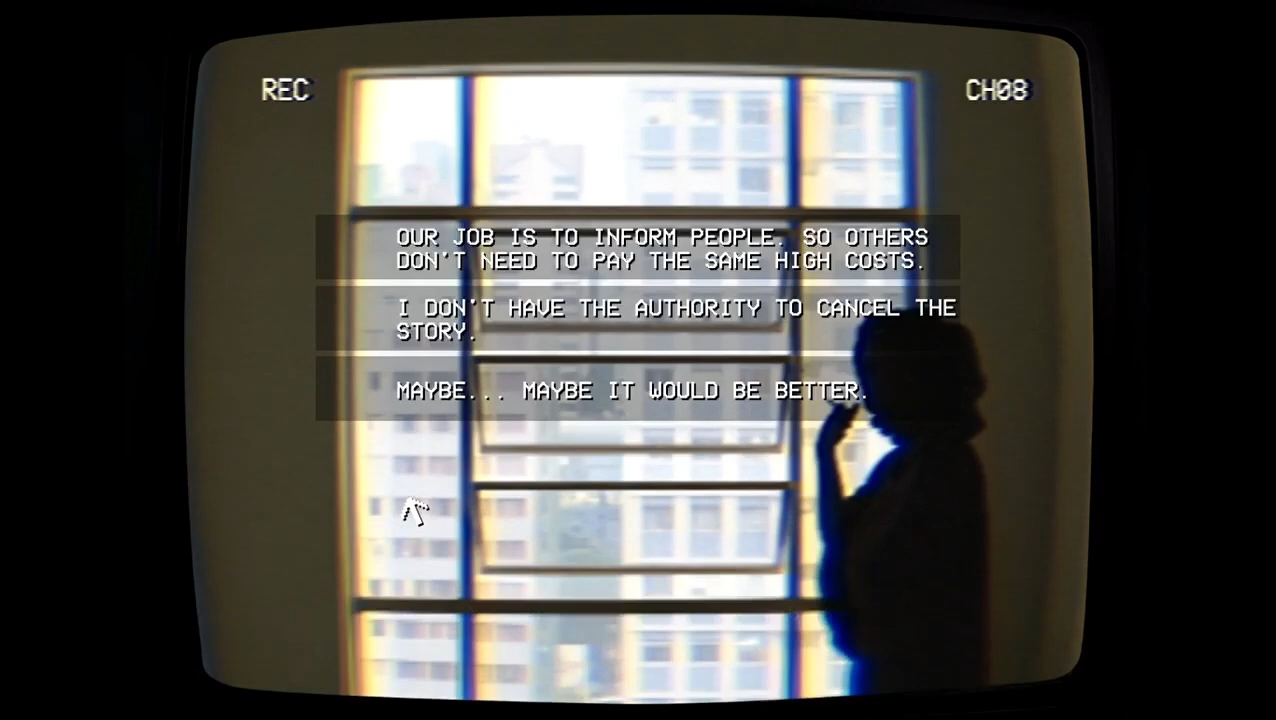 REC
CH08
OUR JOB IS TO INFORM PEOPLE. SO OTHERS
DON'T NEED TO PAY THE SAME HIGH COSTS.
I DON'T HAVE THE AUTHORITY TO CANCEL THE
STORY.
MAYBE... MAYBE IT WOULD BE BETTER.